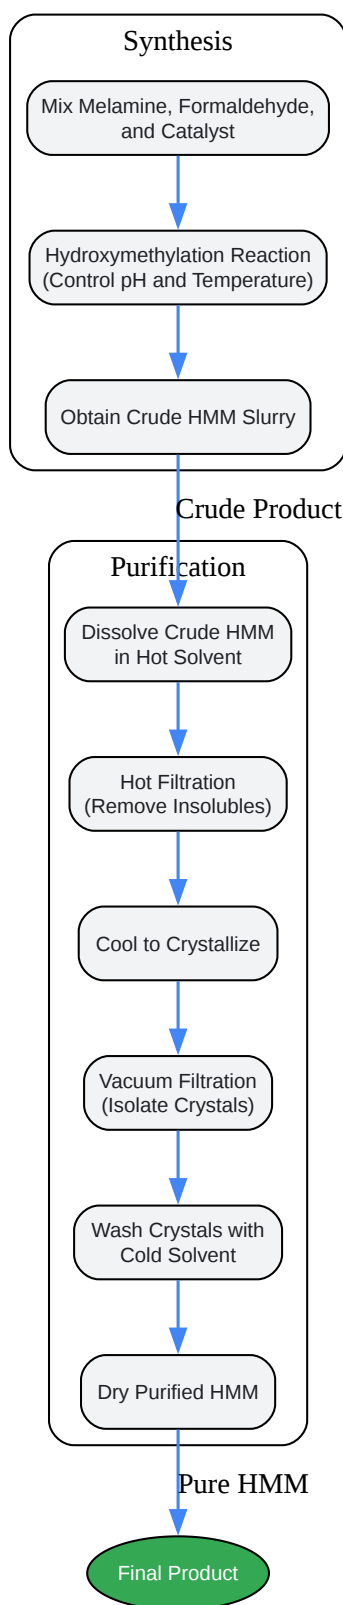 Synthesis
Mix Melamine, Formaldehyde,
and Catalyst
Hydroxymethylation Reaction
(Control pH and Temperature)
Obtain Crude HMM Slurry
Crude Product
Purification
Dissolve Crude HMM
in Hot Solvent
Hot Filtration
(Remove Insolubles)
Cool to Crystallize
Vacuum Filtration
(Isolate Crystals)
Wash Crystals with
Cold Solvent
Dry Purified HMM
Pure HMM
Final Product